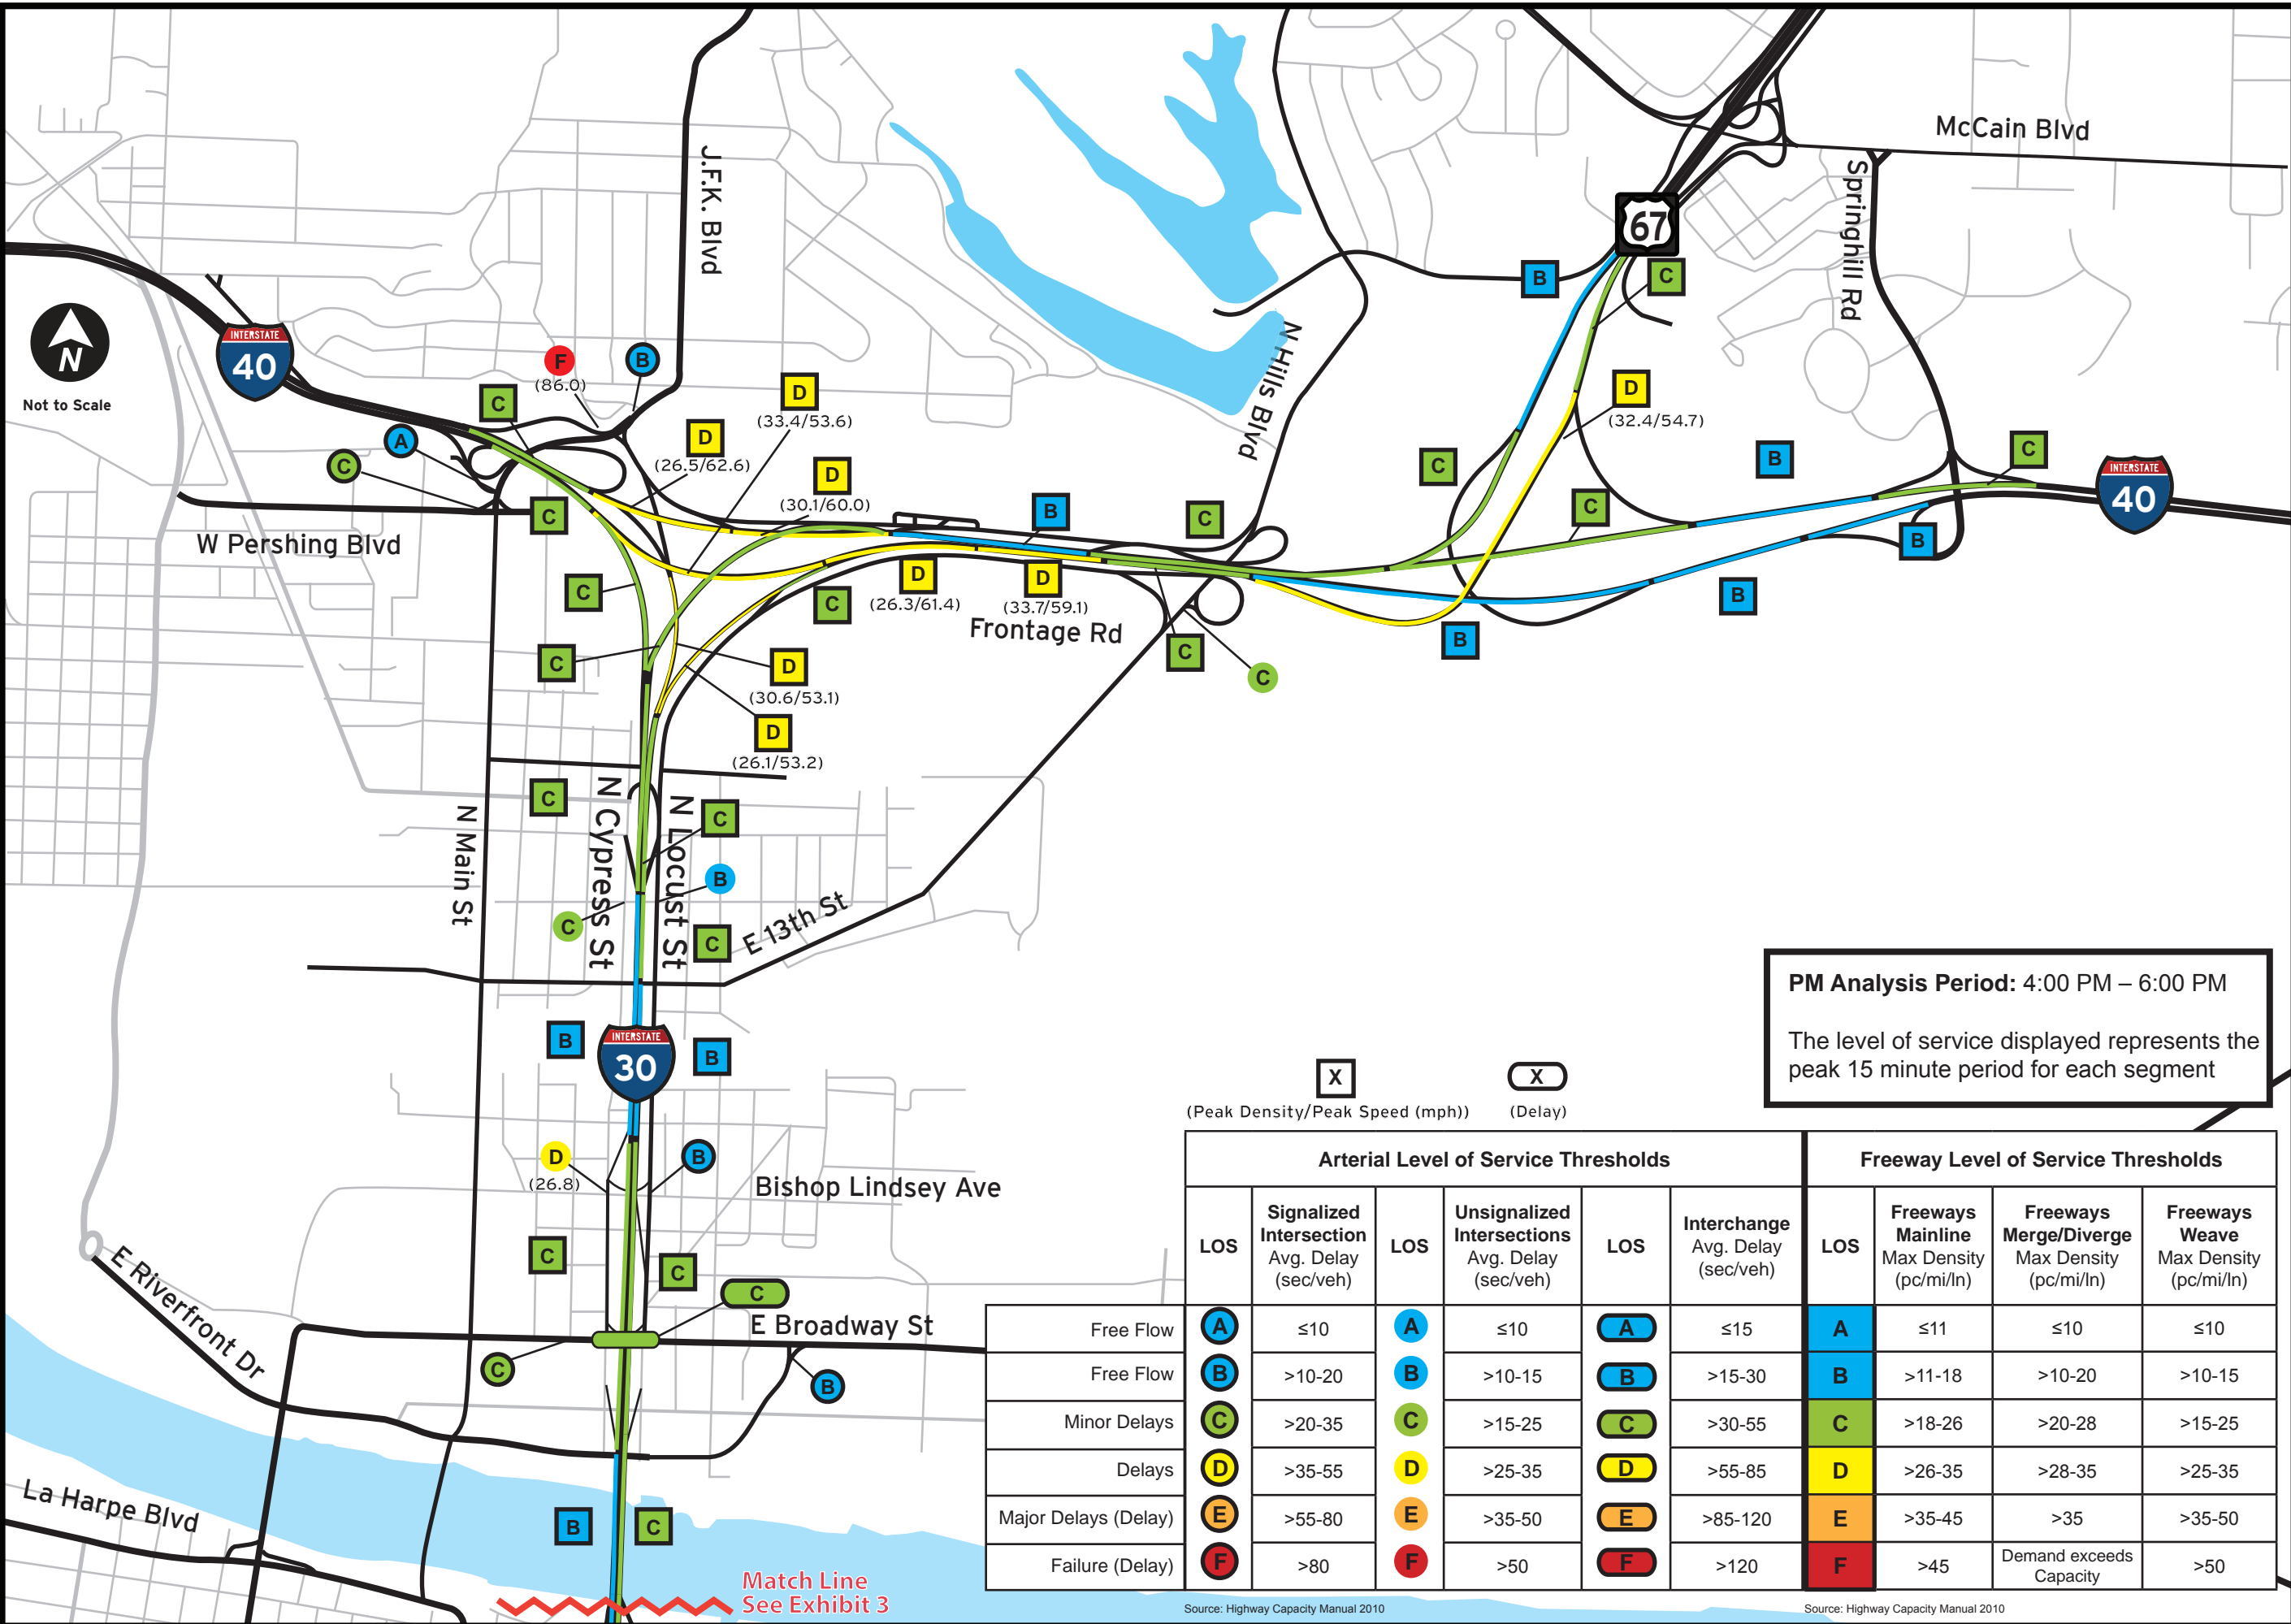 McCain Blvd
Springhill Rd
J.F.K. Blvd
67
B
C
N
Not to Scale
INTERSTATE
40
F
(86.0)
B
N Hills Blvd
C
D
(33.4/53.6)
D
(32.4/54.7)
A
C
D
(26.5/62.6)
D
(30.1/60.0)
C
B
C
INTERSTATE
40
C
W Pershing Blvd
B
C
C
B
C
C
D
(26.3/61.4)
D
(33.7/59.1)
Frontage Rd
B
B
C
D
(30.6/53.1)
C
C
D
(26.1/53.2)
C
N Main St
N Cypress St
N Locust St
C
B
C
C
E 13th St
PM Analysis Period: 4:00 PM – 6:00 PM
The level of service displayed represents the
peak 15 minute period for each segment
B
INTERSTATE
30
B
X
(Peak Density/Peak Speed (mph))
X
(Delay)
D
(26.8)
B
Bishop Lindsey Ave
C
C
C
E Riverfront Dr
E Broadway St
C
B
La Harpe Blvd
B
C
Match Line
See Exhibit 3
Arterial Level of Service Thresholds
Freeway Level of Service Thresholds
LOS
Signalized
Intersection
Avg. Delay
(sec/veh)
LOS
Unsignalized
Intersections
Avg. Delay
(sec/veh)
LOS
Interchange
Avg. Delay
(sec/veh)
LOS
Freeways
Mainline
Max Density
(pc/mi/ln)
Freeways
Merge/Diverge
Max Density
(pc/mi/ln)
Freeways
Weave
Max Density
(pc/mi/ln)
Free Flow A ≤10 A ≤10 A ≤15 A ≤11 ≤10 ≤10
Free Flow B >10-20 B >10-15 B >15-30 B >11-18 >10-20 >10-15
Minor Delays C >20-35 C >15-25 C >30-55 C >18-26 >20-28 >15-25
Delays D >35-55 D >25-35 D >55-85 D >26-35 >28-35 >25-35
Major Delays (Delay) E >55-80 E >35-50 E >85-120 E >35-45 >35 >35-50
Failure (Delay) F >80 F >50 F >120 F >45 Demand exceeds Capacity >50
Source: Highway Capacity Manual 2010
Source: Highway Capacity Manual 2010